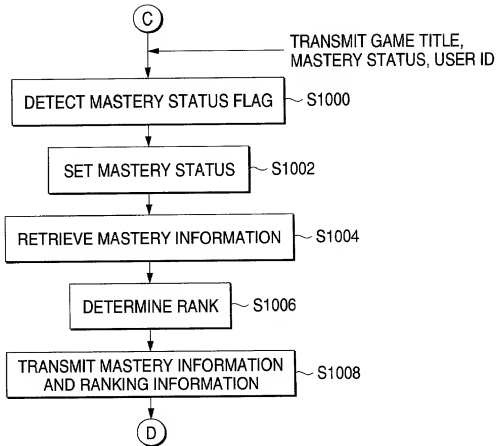 C
TRANSMIT GAME TITLE,
MASTERY STATUS, USER ID
DETECT MASTERY STATUS FLAG
S1000
SET MASTERY STATUS
S1002
RETRIEVE MASTERY INFORMATION
S1004
DETERMINE RANK
S1006
TRANSMIT MASTERY INFORMATION
AND RANKING INFORMATION
S1008
D